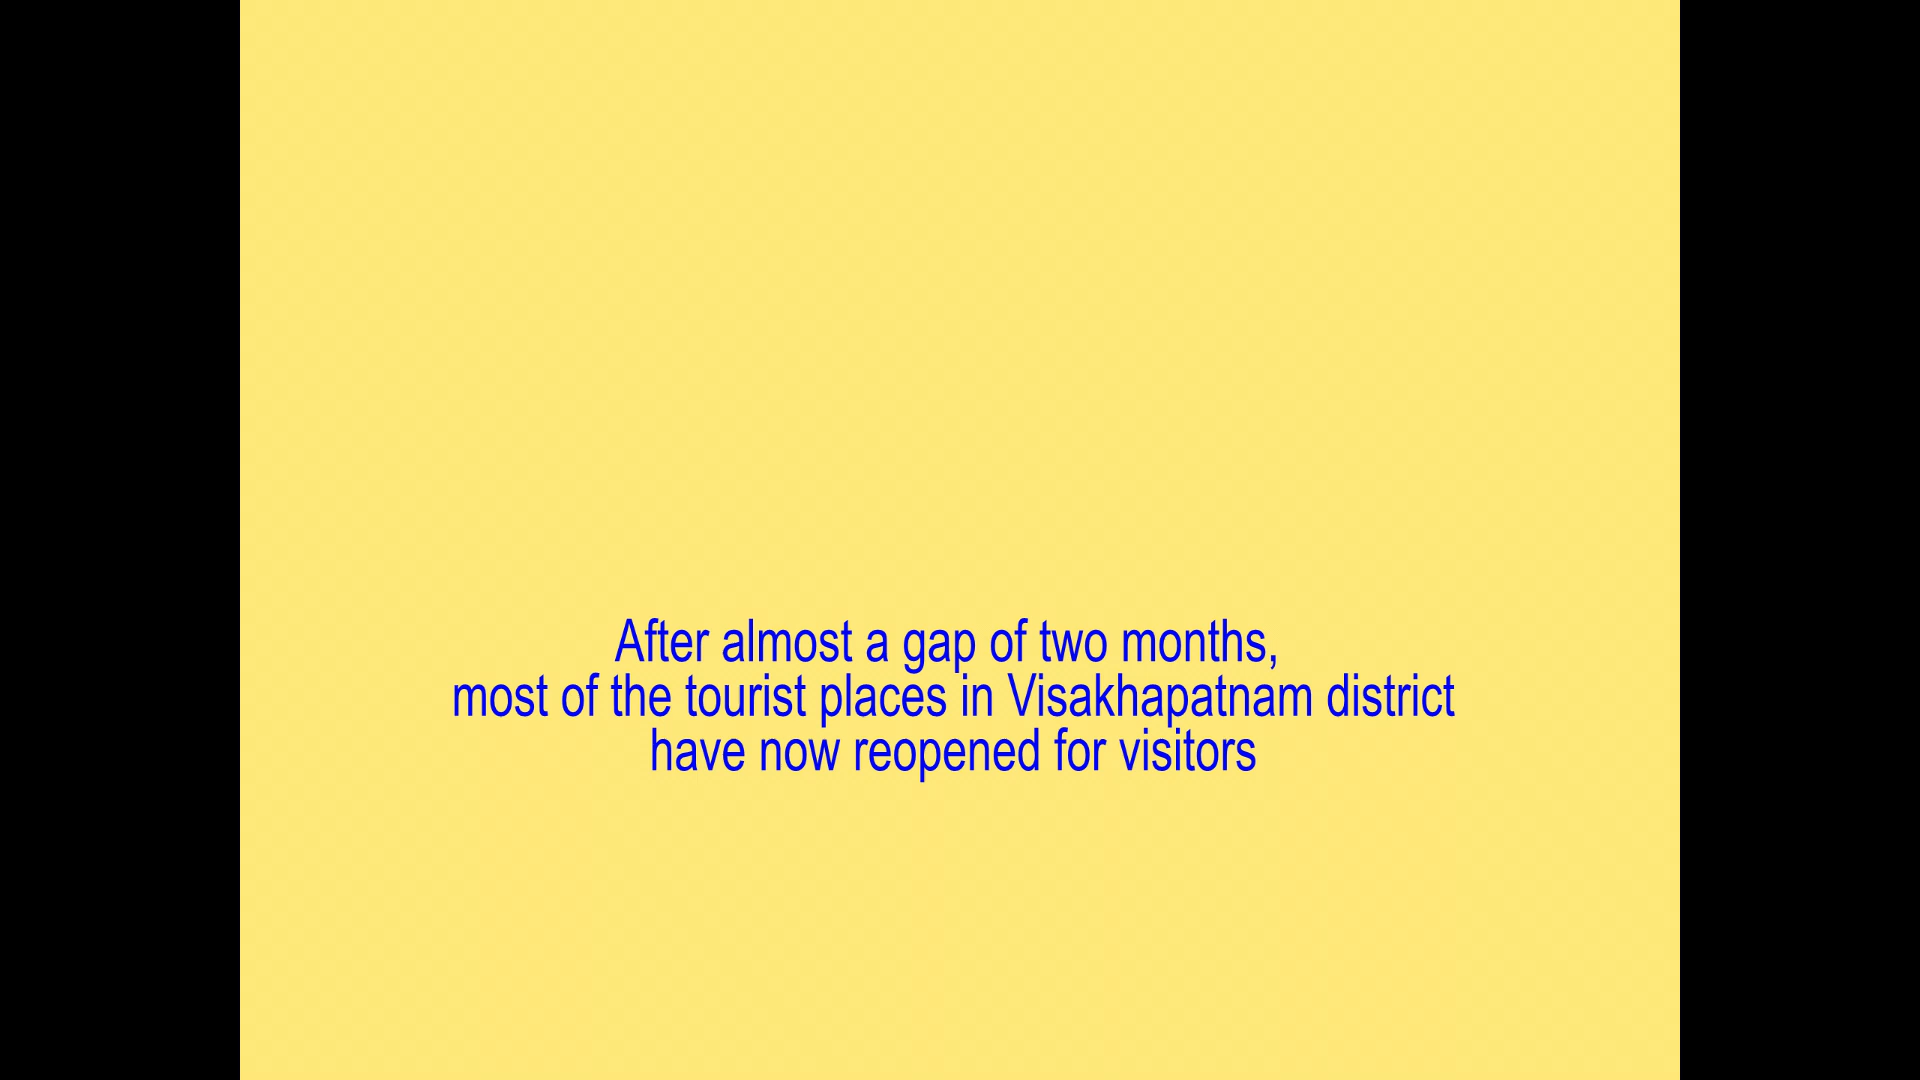 After almost a gap of two months,
most of the tourist places in Visakhapatnam district
have now reopened for visitors